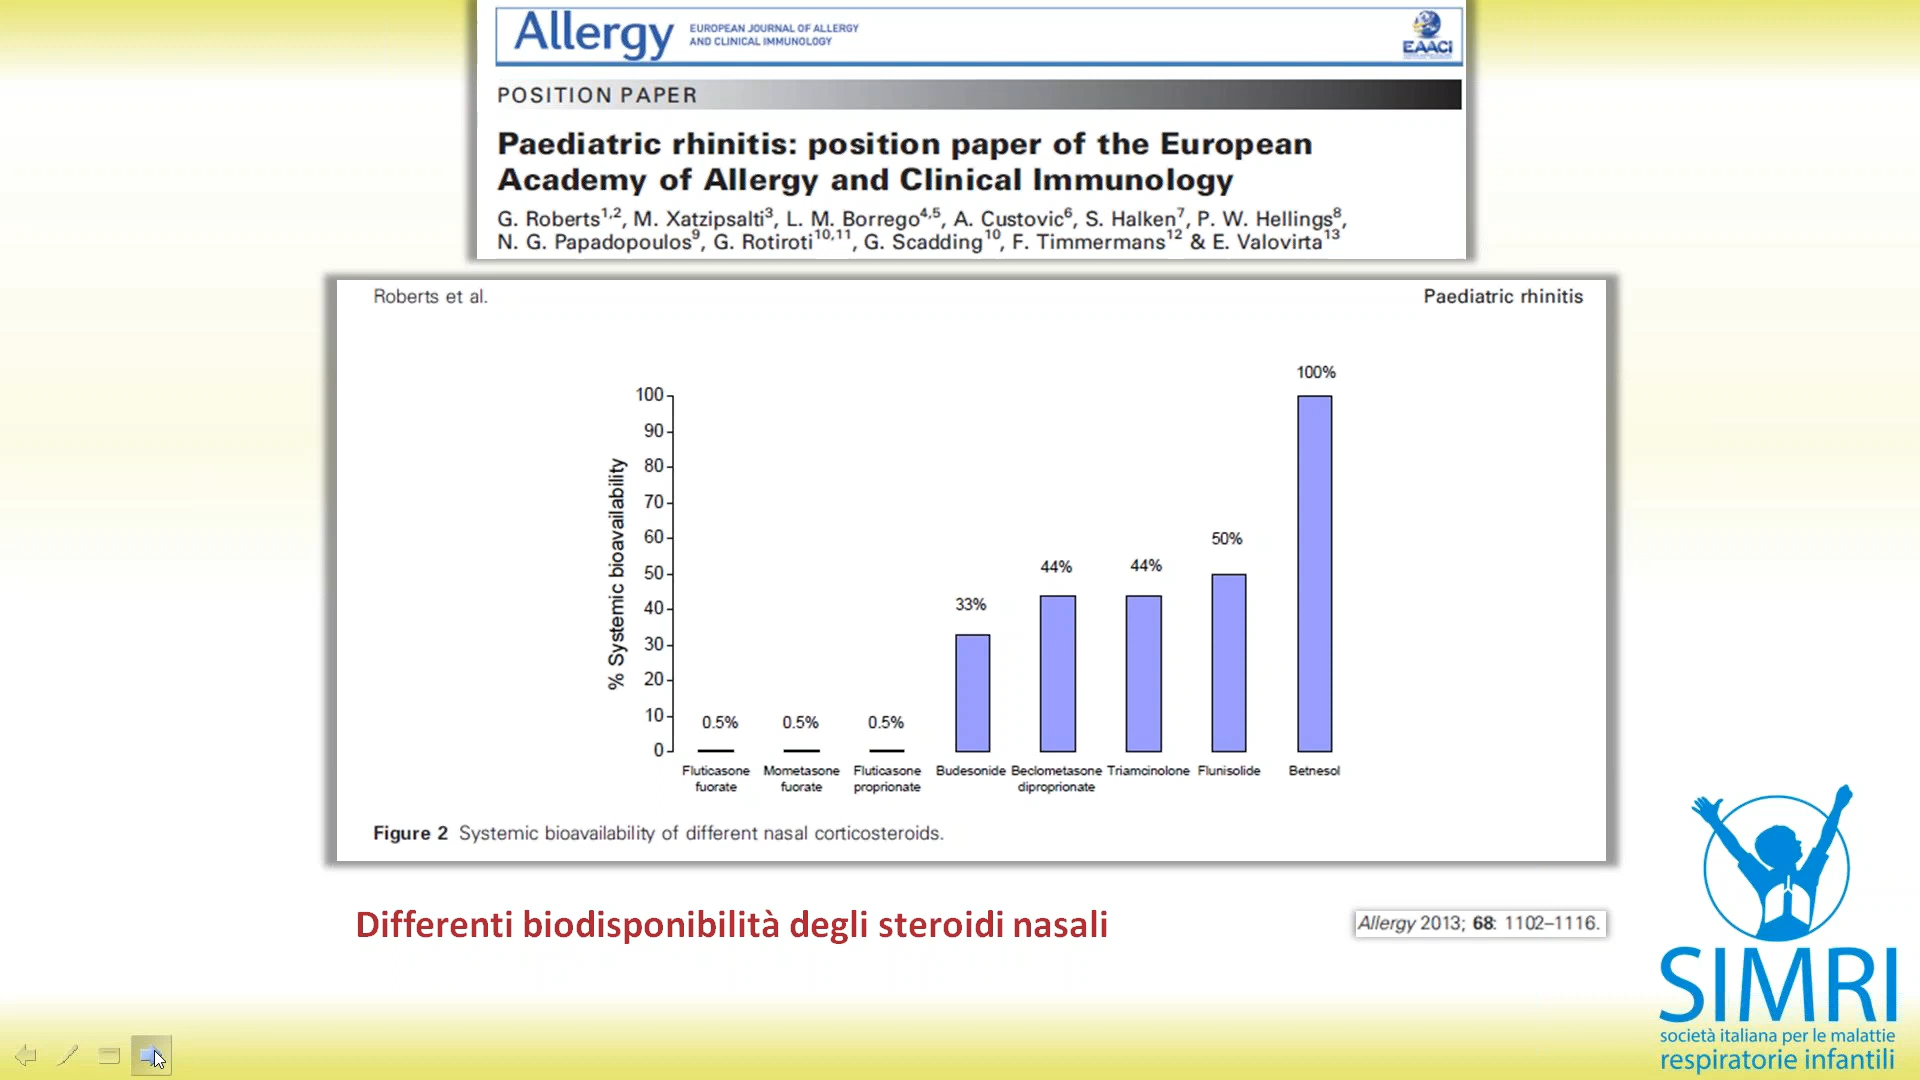 Allergy
EUROPEAN JOURNAL OF ALLERGY
AND CLINICAL IMMUNOLOGY
EAACI
POSITION PAPER
Paediatric rhinitis: position paper of the European
Academy of Allergy and Clinical Immunology
G. Roberts1,2, M. Xatzipsalti3, L. M. Borrego4,5, A. Custovic6, S. Halken7, P. W. Hellings8,
N. G. Papadopoulos9, G. Rotiroti10,11, G. Scadding10, F. Timmermans12 & E. Valovirta13
Roberts et al.
Paediatric rhinitis
% Systemic bioavailability
100
90
80
70
60
50
40
30
20
10
0
0.5%
0.5%
0.5%
33%
44%
44%
50%
100%
Fluticasone
fuorate
Mometasone
fuorate
Fluticasone
proprionate
Budesonide
Beclometasone
diproprionate
Triamcinolone
Flunisolide
Betnesol
Figure 2 Systemic bioavailability of different nasal corticosteroids.
Differenti biodisponibilità degli steroidi nasali
Allergy 2013; 68: 1102–1116.
SIMRI
società italiana per le malattie
respiratorie infantili